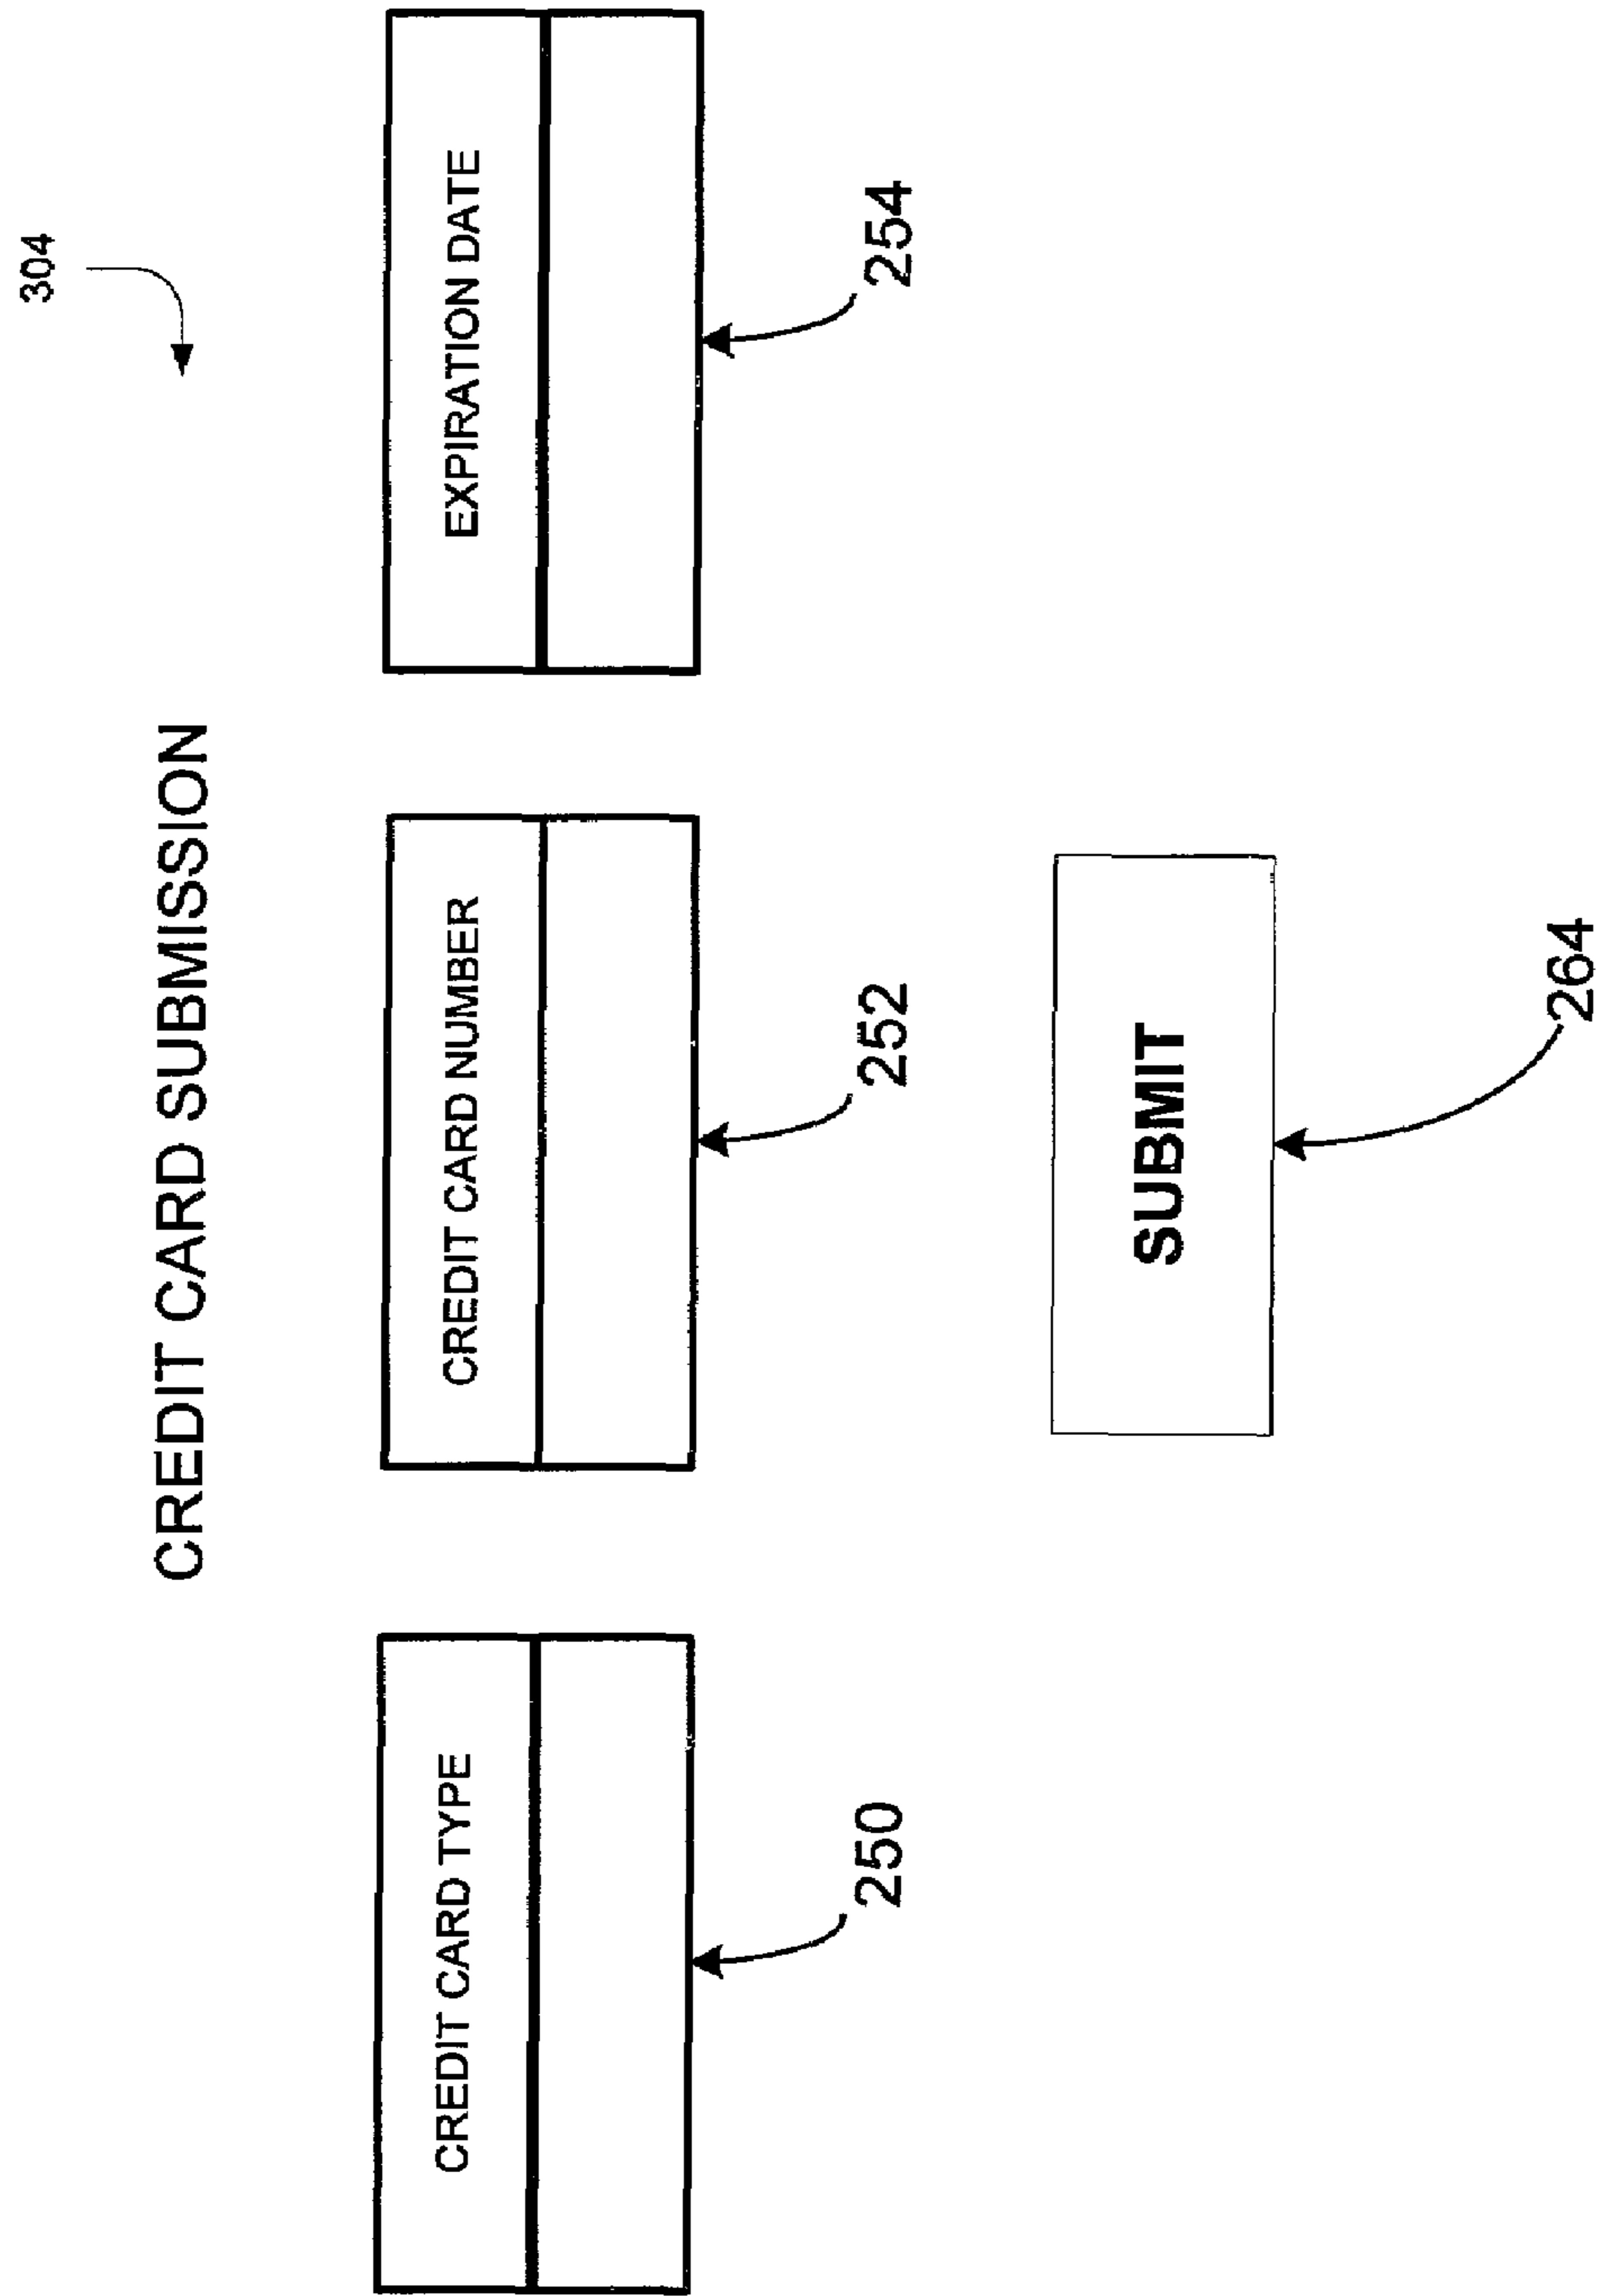 304
CREDIT CARD SUBMISSION
CREDIT CARD TYPE
CREDIT CARD NUMBER
EXPIRATION DATE
250
252
254
SUBMIT
264